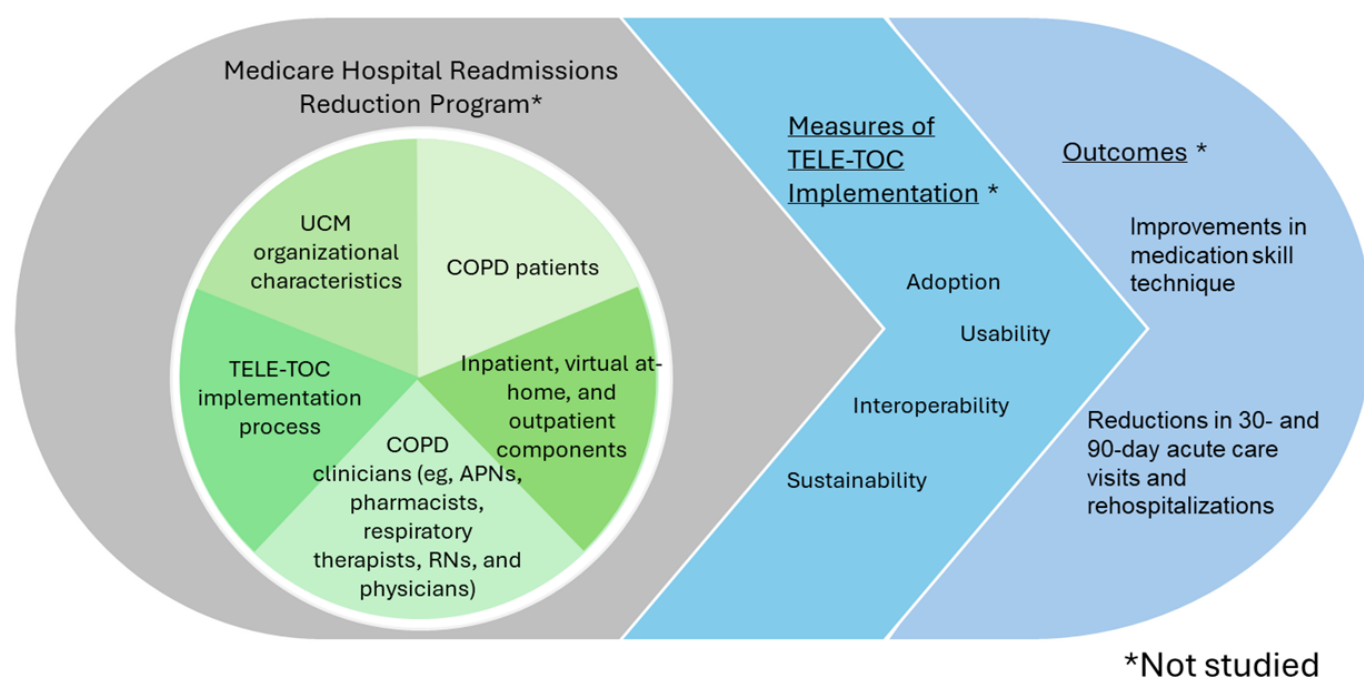 Medicare Hospital Readmissions
Reduction Program*
UCM
organizational
characteristics
COPD patients
TELE-TOC
implementation
process
Inpatient, virtual at-
home, and
outpatient
components
COPD
clinicians (eg, APNs,
pharmacists,
respiratory
therapists, RNs, and
physicians)
Measures of
TELE-TOC
Implementation *
Adoption
Usability
Interoperability
Sustainability
Outcomes *
Improvements in
medication skill
technique
Reductions in 30- and
90-day acute care
visits and
rehospitalizations
*Not studied